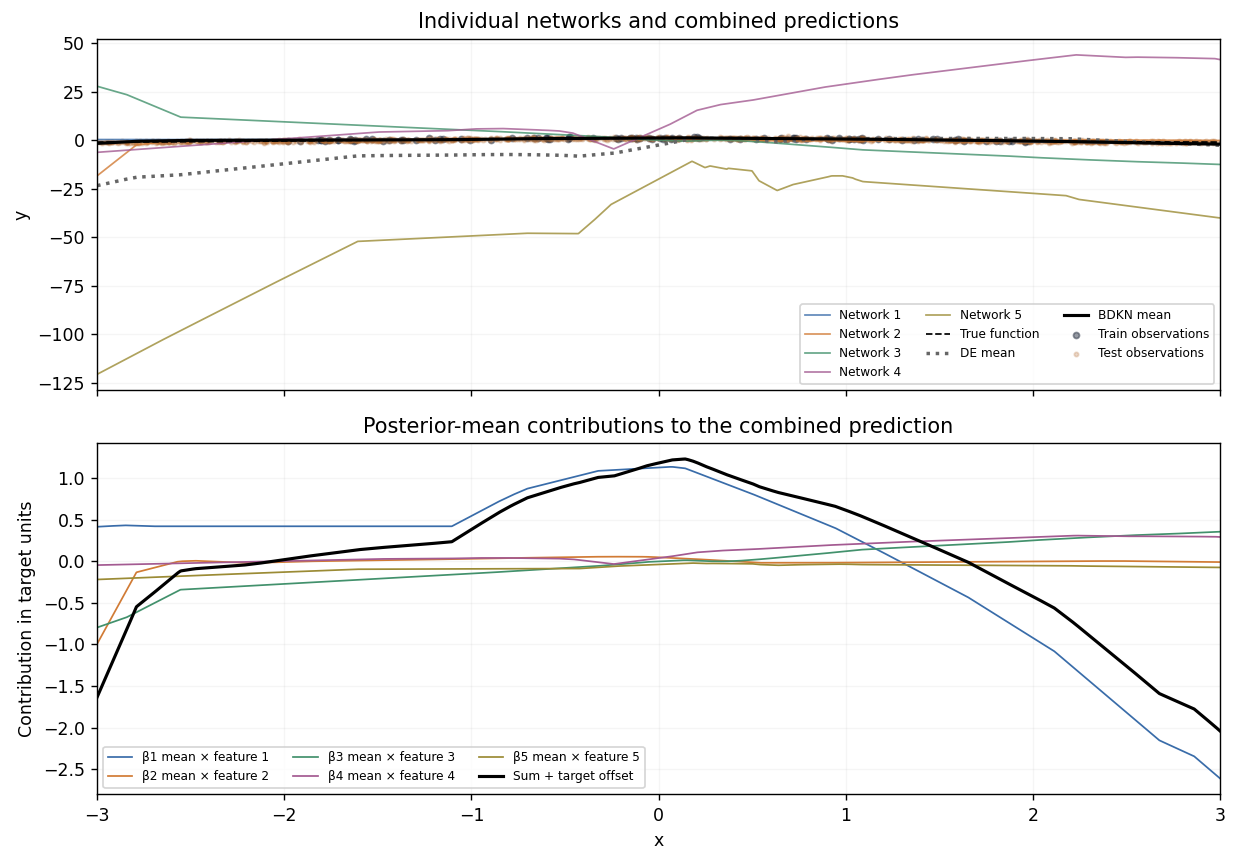 Individual networks and combined predictions
50
25
0
−25
−50
−75
−100
−125
y
Network 1
Network 2
Network 3
Network 4
Network 5
True function
DE mean
BDKN mean
Train observations
Test observations
Posterior-mean contributions to the combined prediction
1.0
0.5
0.0
−0.5
−1.0
−1.5
−2.0
−2.5
Contribution in target units
β1 mean × feature 1
β2 mean × feature 2
β3 mean × feature 3
β4 mean × feature 4
β5 mean × feature 5
Sum + target offset
−3 −2 −1 0 1 2 3
x